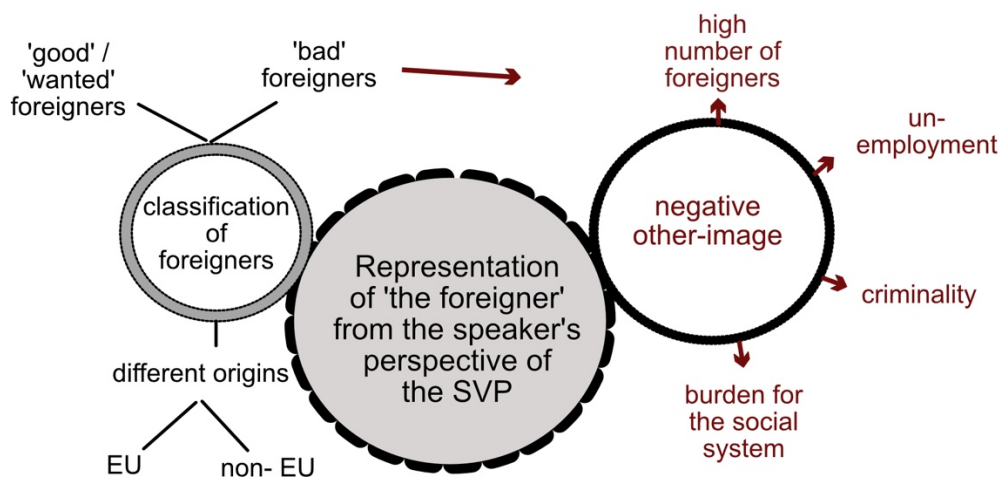 'good' /
'wanted'
foreigners
'bad'
foreigners
classification
of
foreigners
different origins
EU
non- EU
Representation
of 'the foreigner'
from the speaker's
perspective of
the SVP
negative
other-image
high
number of
foreigners
un-
employment
criminality
burden for
the social
system